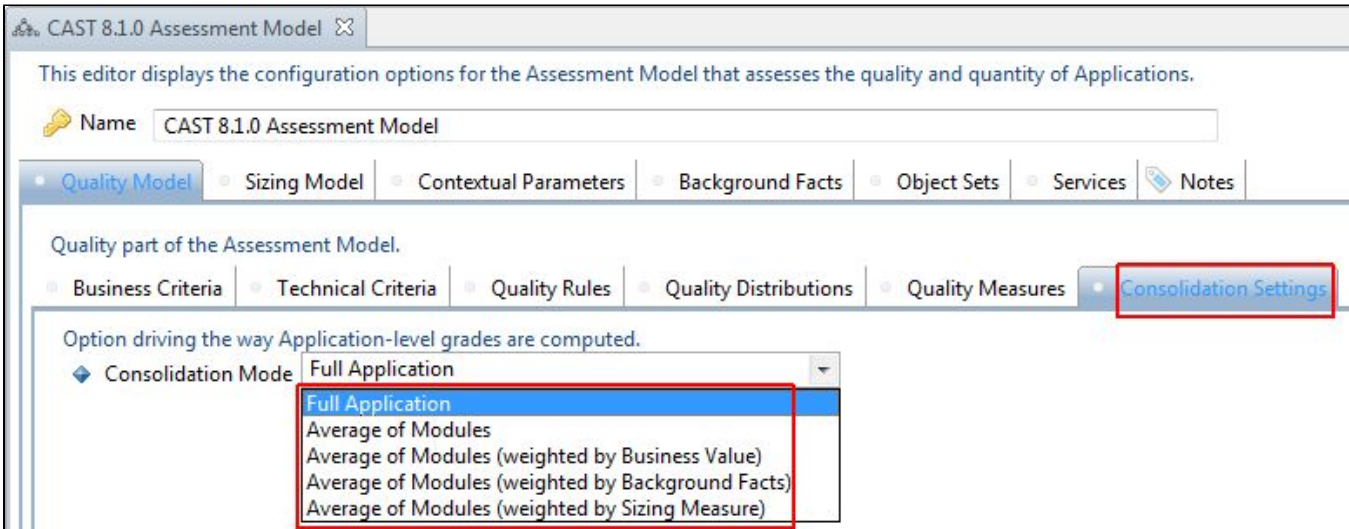 CAST 8.1.0 Assessment Model
This editor displays the configuration options for the Assessment Model that assesses the quality and quantity of Applications.
Name CAST 8.1.0 Assessment Model
Quality Model Sizing Model Contextual Parameters Background Facts Object Sets Services Notes
Quality part of the Assessment Model.
Business Criteria Technical Criteria Quality Rules Quality Distributions Quality Measures Consolidation Settings
Option driving the way Application-level grades are computed.
Consolidation Mode Full Application
Full Application
Average of Modules
Average of Modules (weighted by Business Value)
Average of Modules (weighted by Background Facts)
Average of Modules (weighted by Sizing Measure)